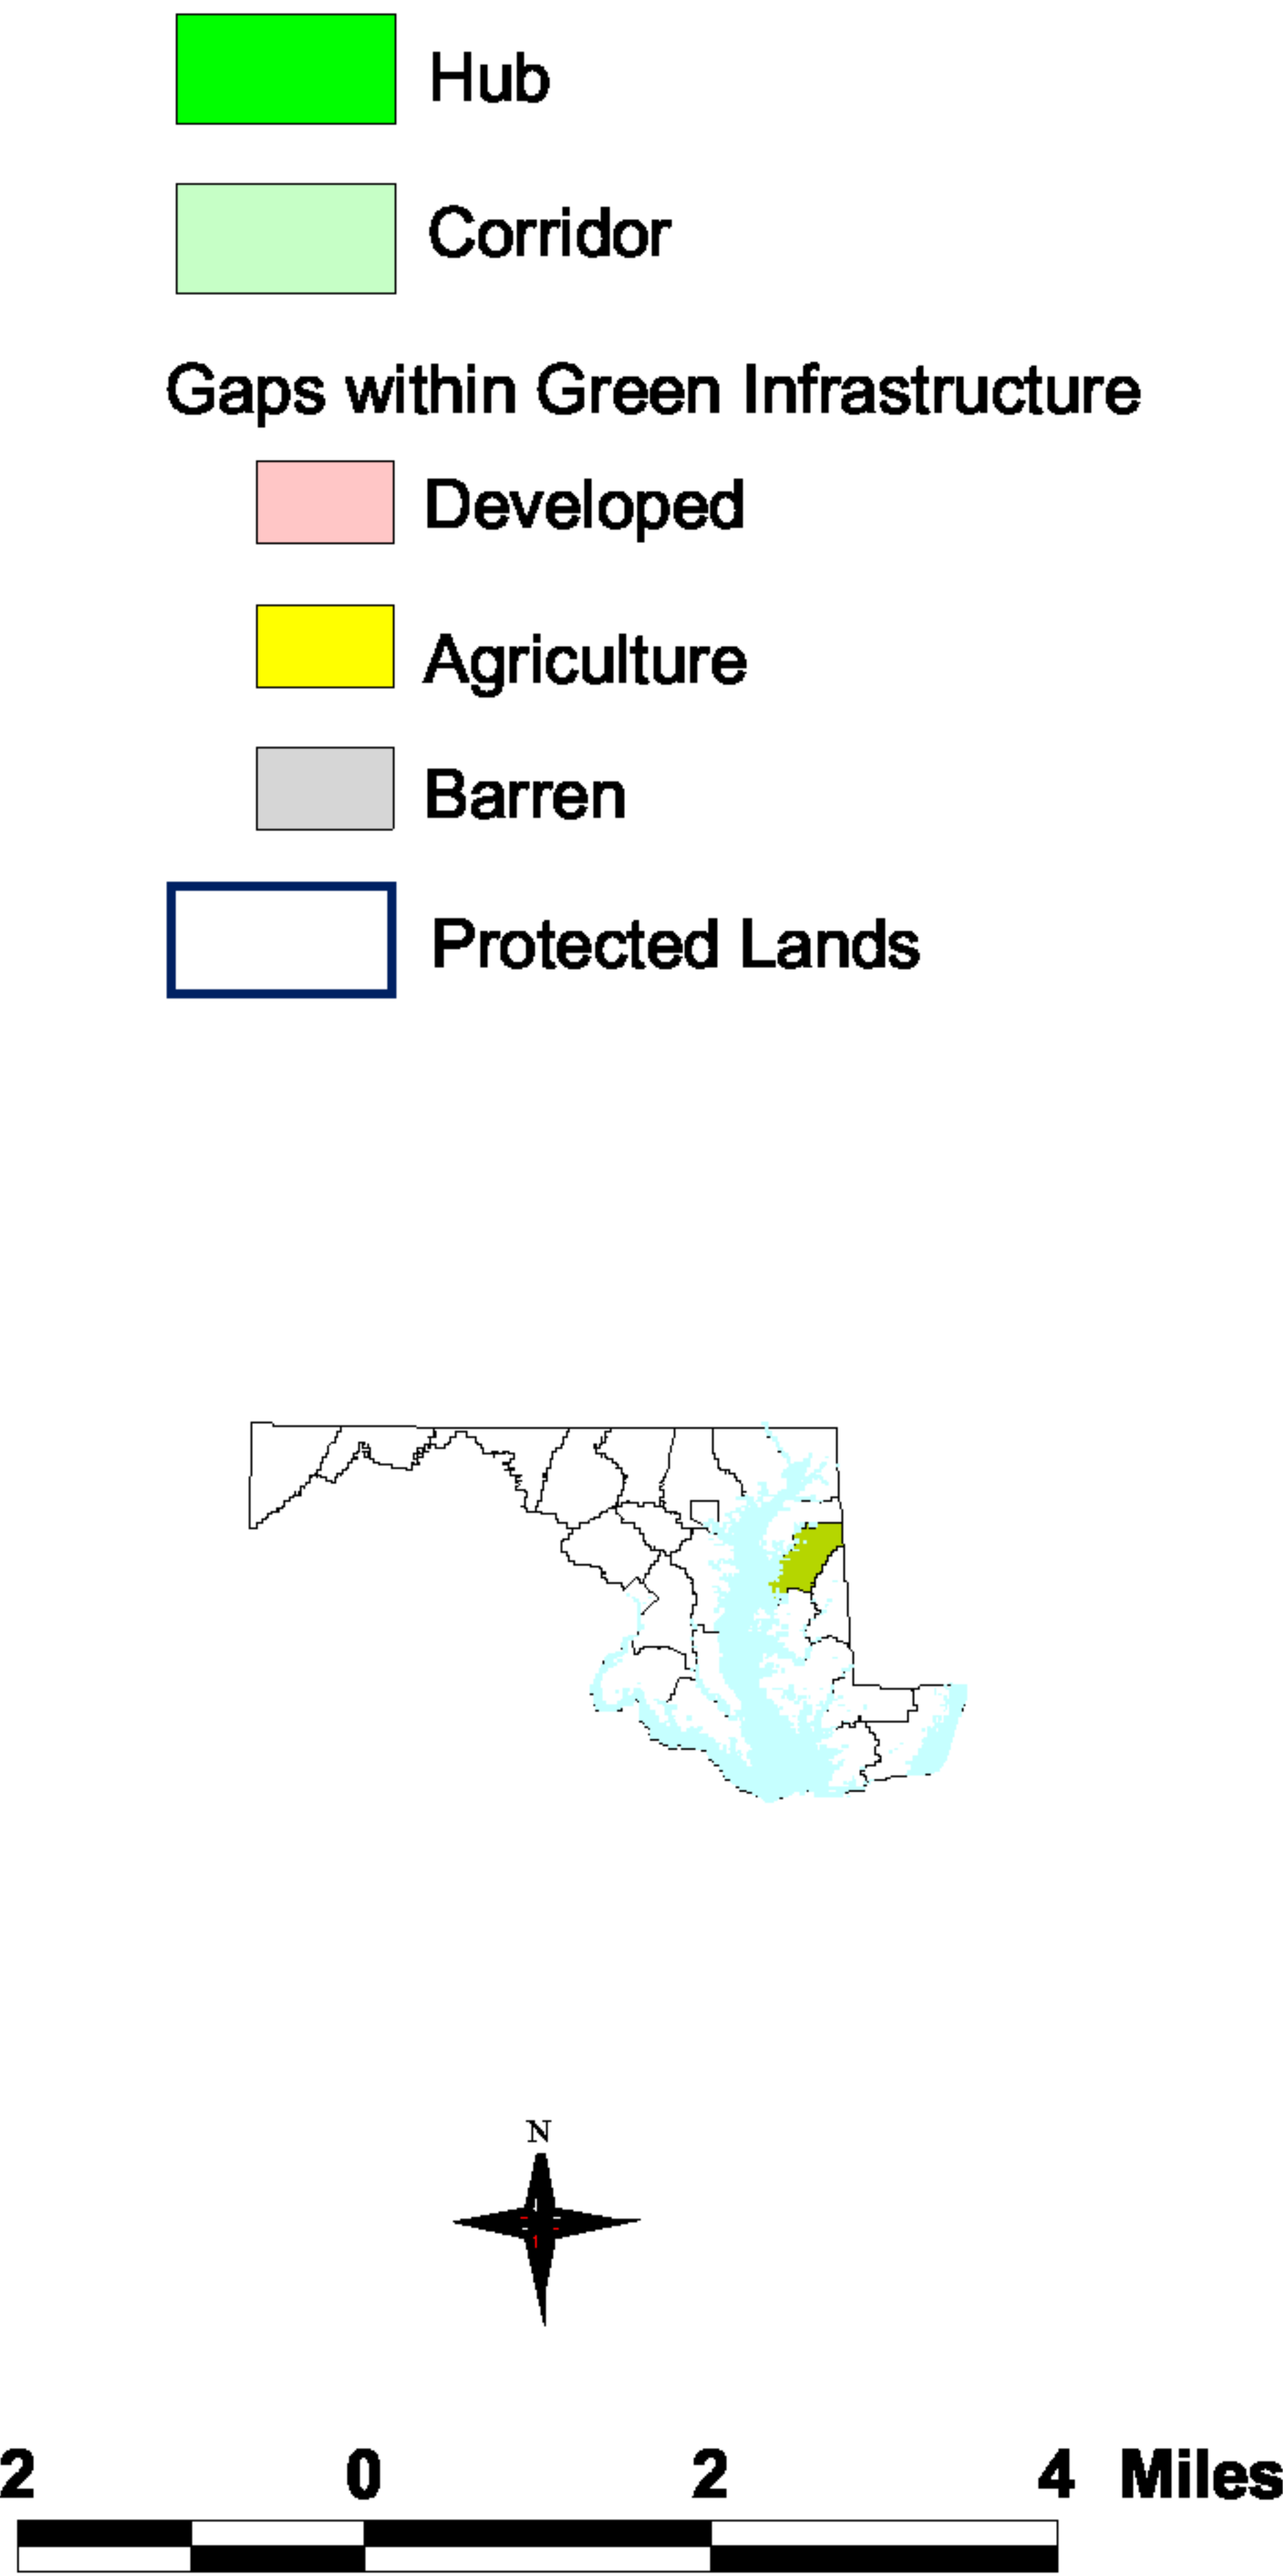 Hub
Corridor
Gaps within Green Infrastructure
Developed
Agriculture
Barren
Protected Lands
N
2 0 2 4 Miles